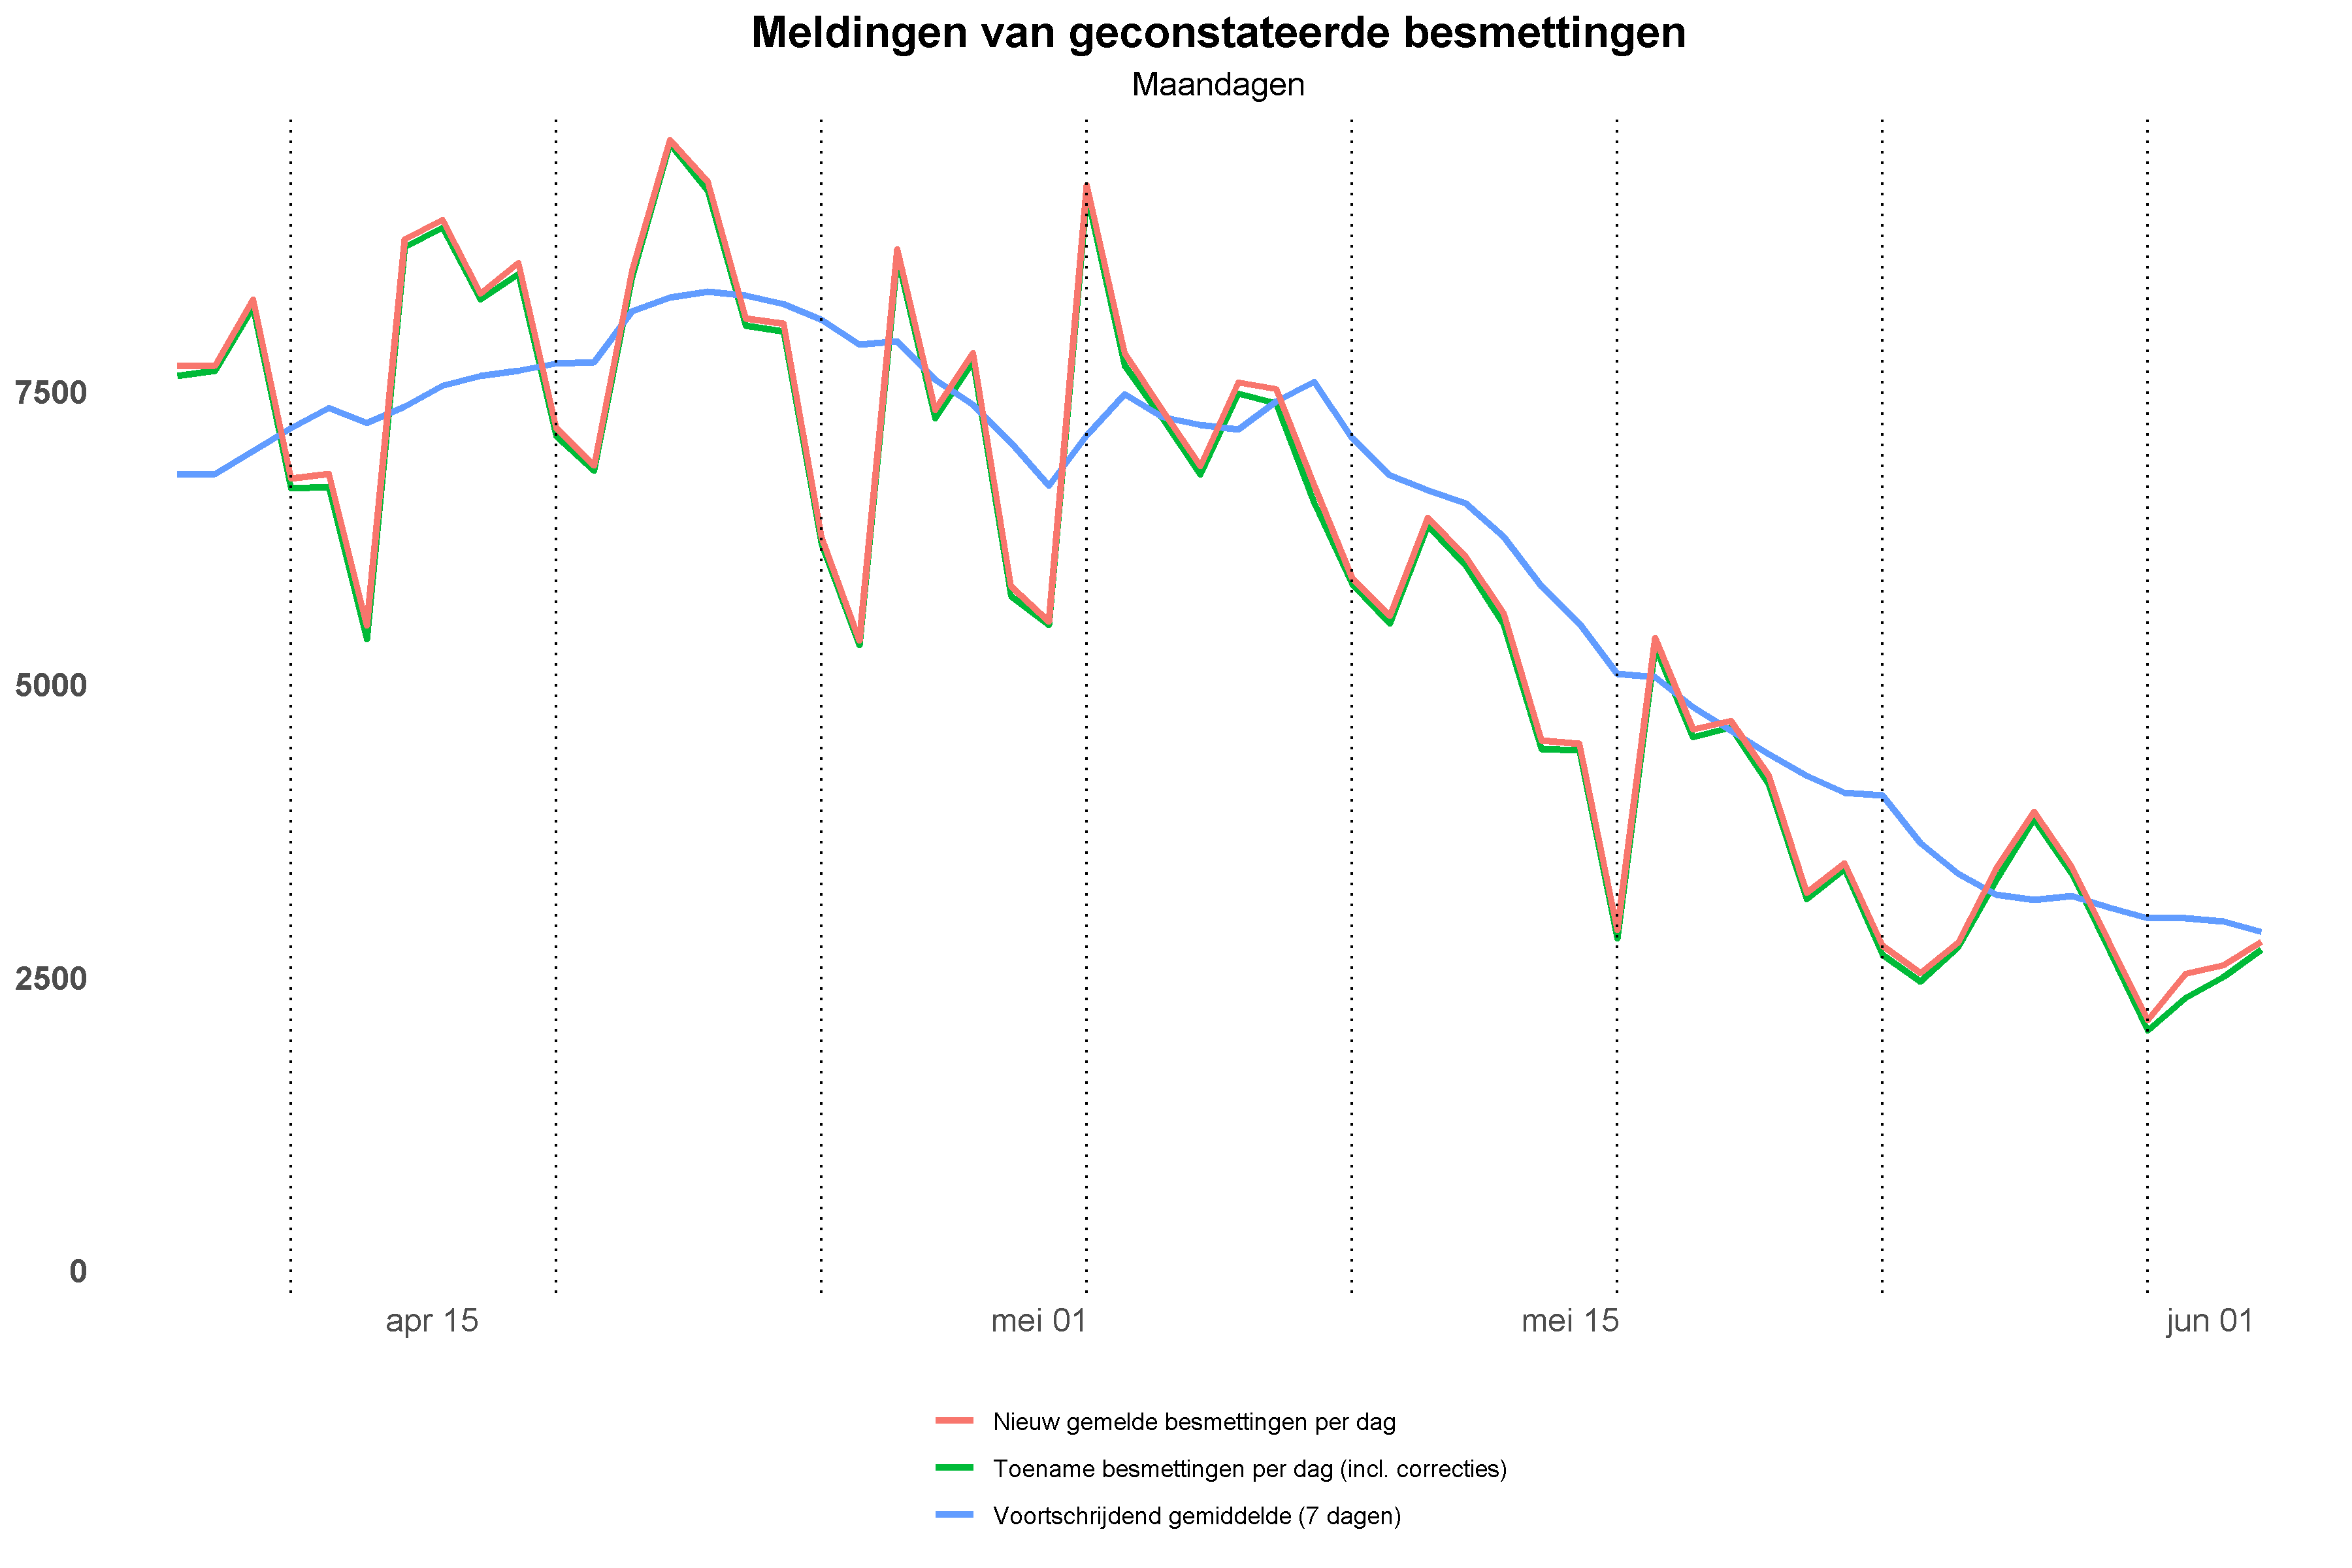 Meldingen van geconstateerde besmettingen
Maandagen
7500
5000
2500
0
apr 15
mei 01
mei 15
jun 01
Nieuw gemelde besmettingen per dag
Toename besmettingen per dag (incl. correcties)
Voortschrijdend gemiddelde (7 dagen)